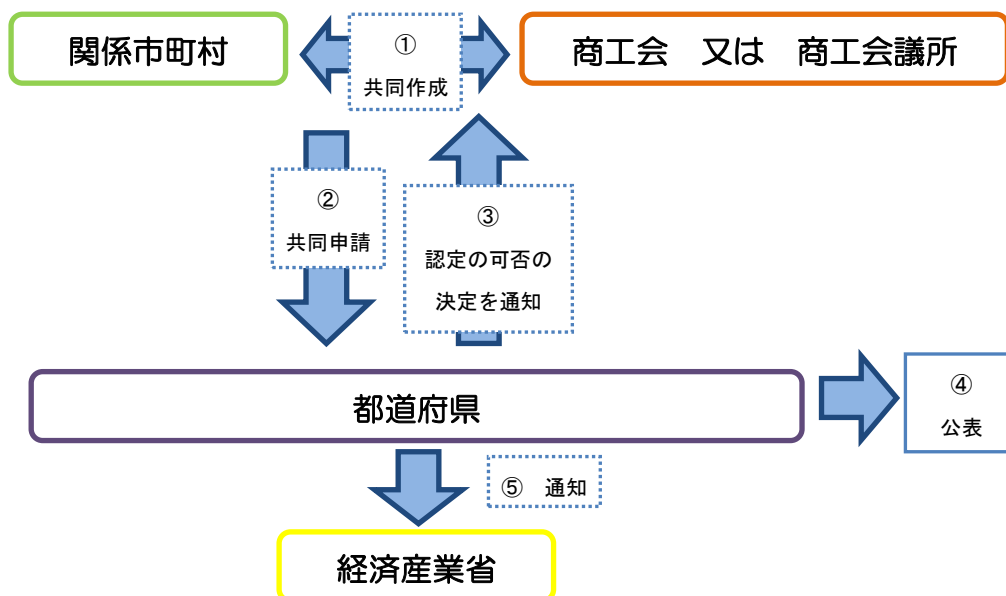 関係市町村
①
共同作成
商工会　又は　商工会議所
②
共同申請
③
認定の可否の
決定を通知
都道府県
④
公表
⑤　通知
経済産業省